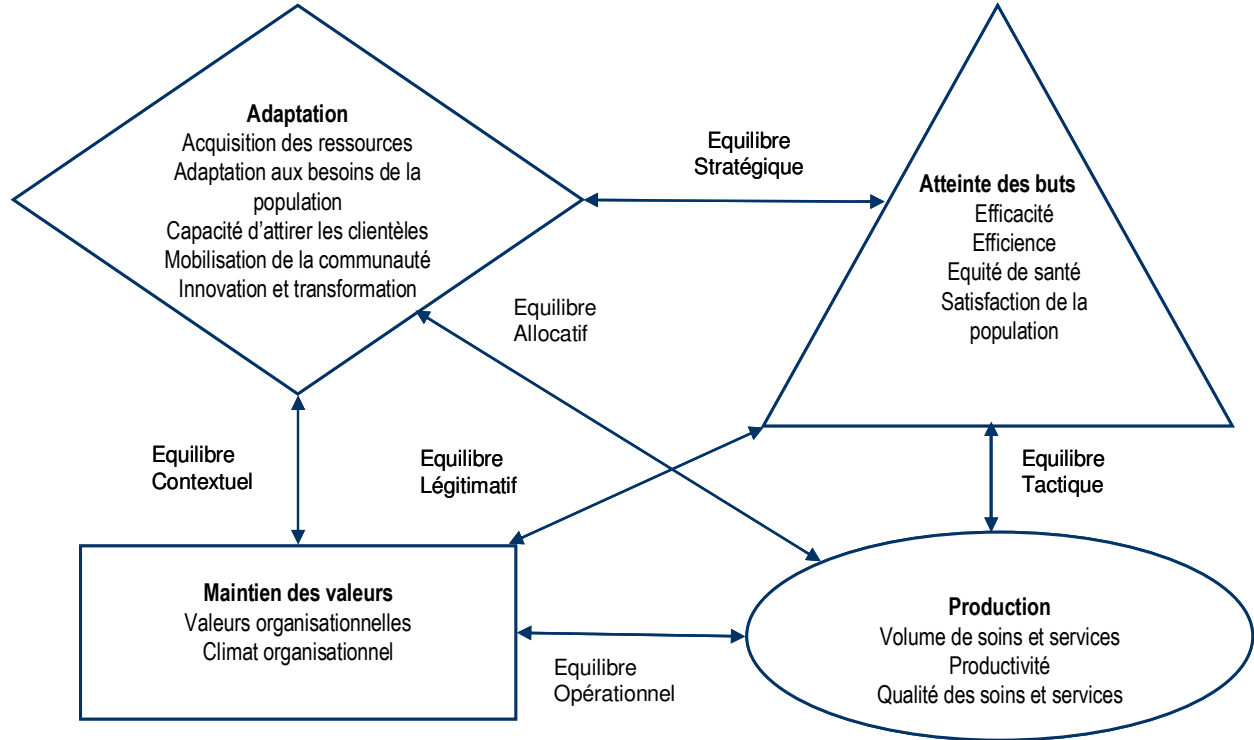 Adaptation
Acquisition des ressources
Adaptation aux besoins de la
population
Capacité d'attirer les clientèles
Mobilisation de la communauté
Innovation et transformation
Equilibre
Stratégique
Atteinte des buts
Efficacité
Efficience
Equité de santé
Satisfaction de la
population
Equilibre
Allocatif
Equilibre
Contextuel
Equilibre
Légitimatif
Equilibre
Tactique
Maintien des valeurs
Valeurs organisationnelles
Climat organisationnel
Equilibre
Opérationnel
Production
Volume de soins et services
Productivité
Qualité des soins et services